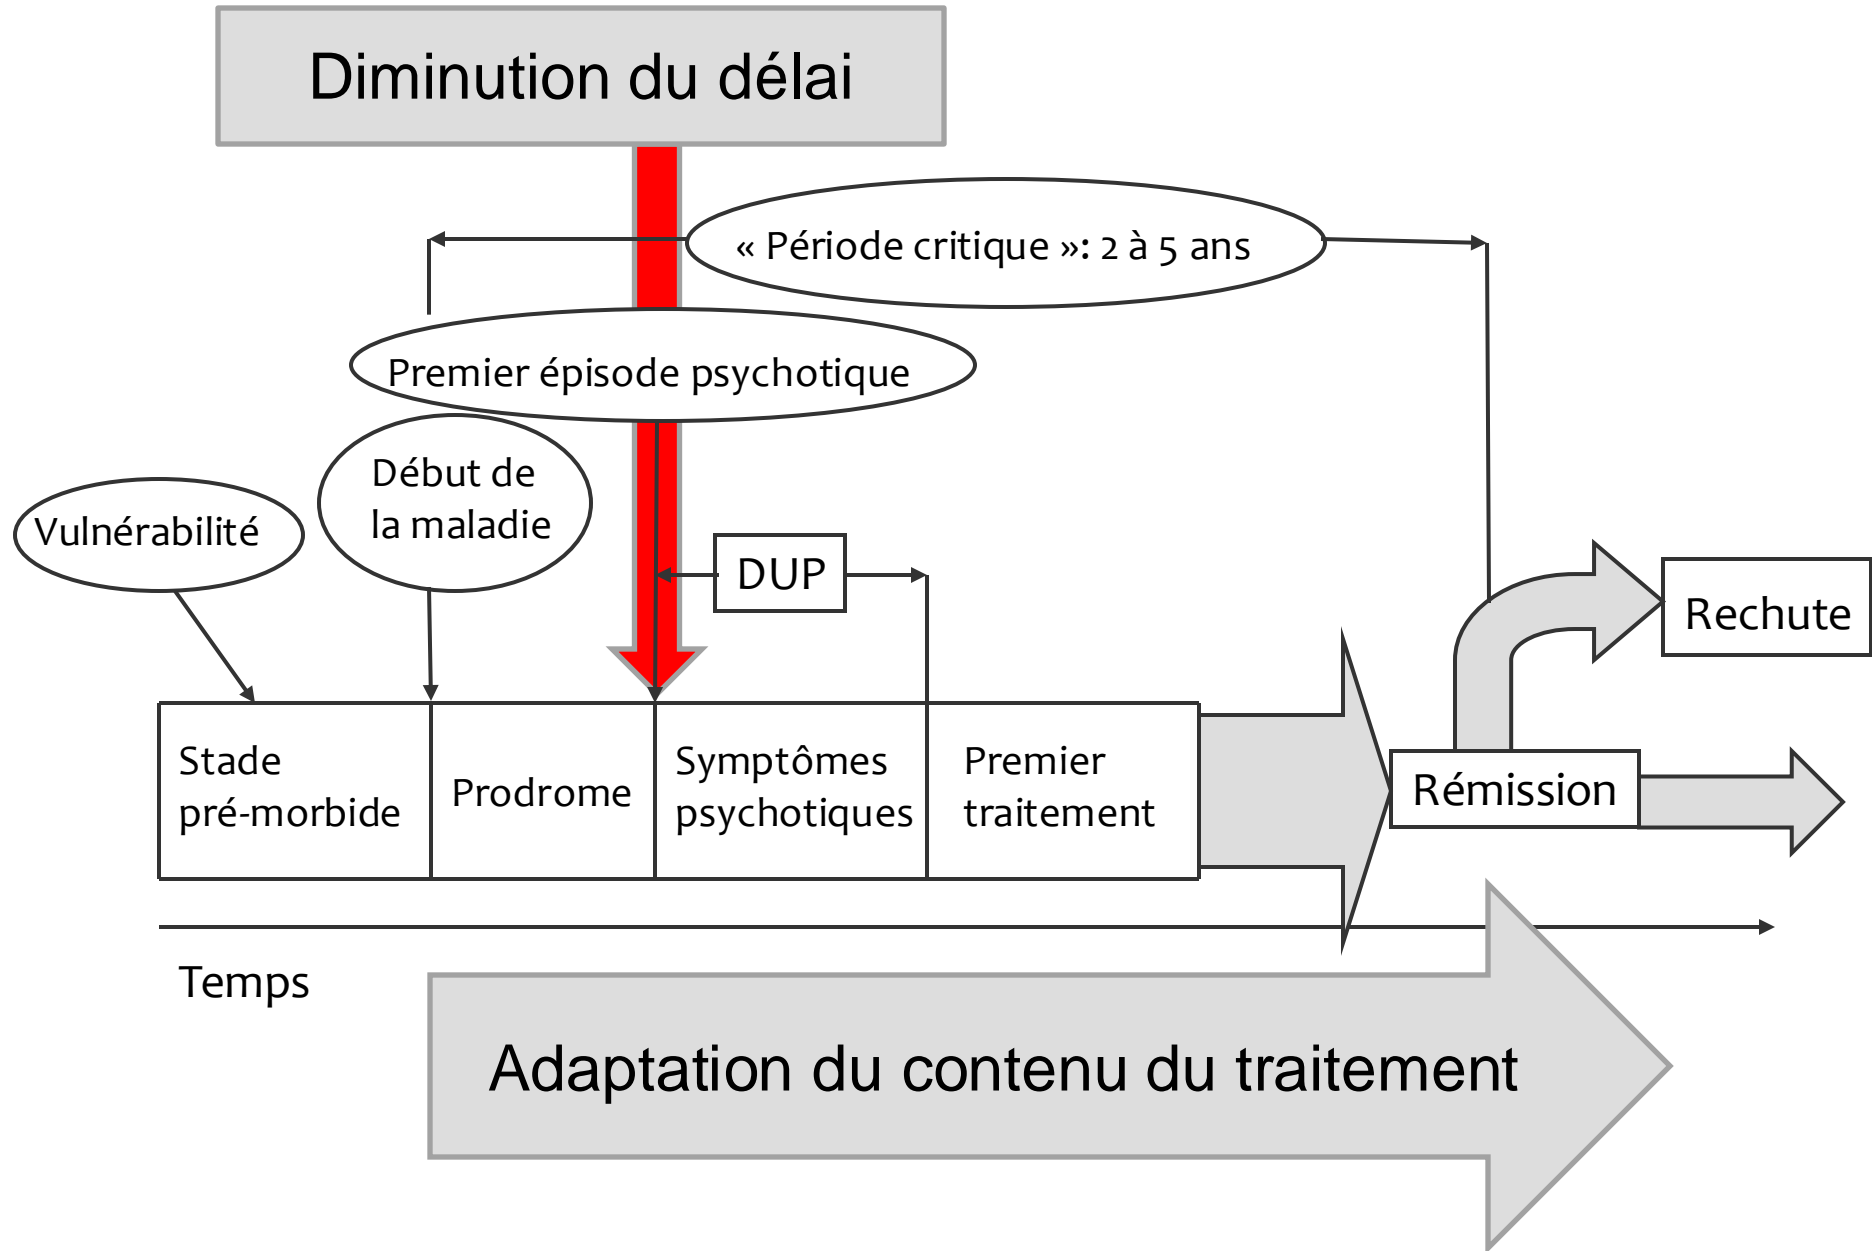 Diminution du délai
« Période critique »: 2 à 5 ans
Premier épisode psychotique
Début de
la maladie
Vulnérabilité
DUP
Rechute
Stade
pré-morbide
Prodrome
Symptômes
psychotiques
Premier
traitement
Rémission
Temps
Adaptation du contenu du traitement